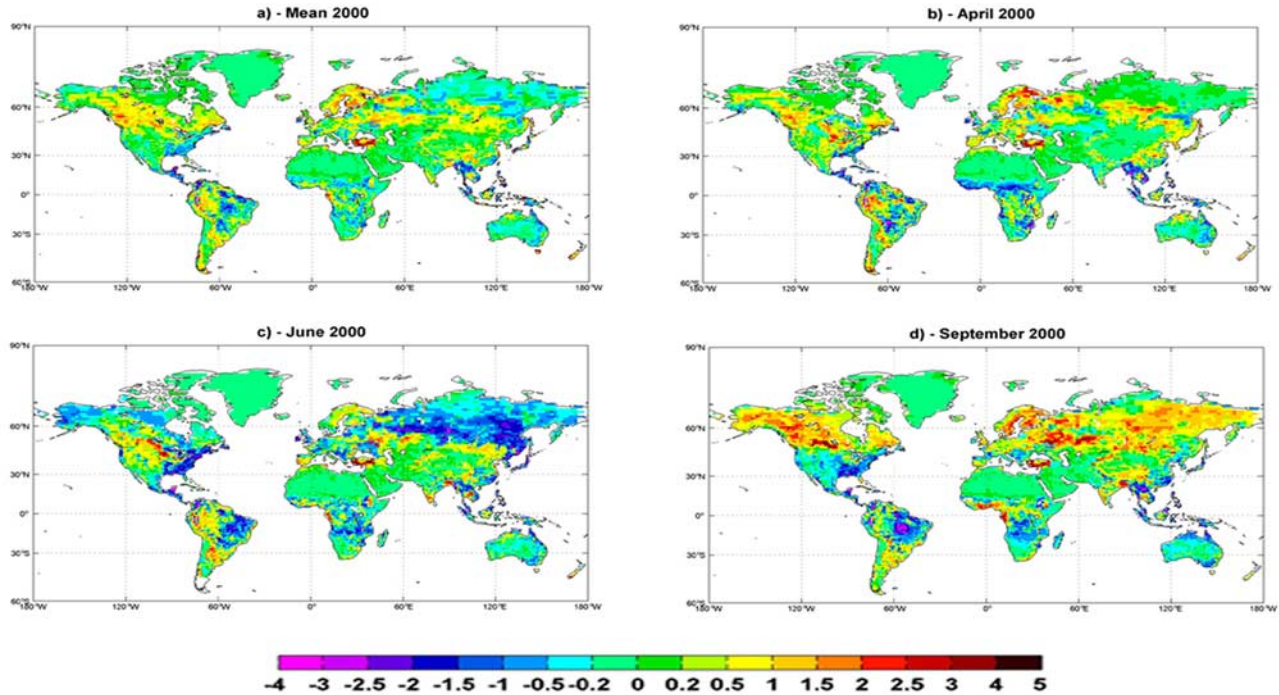 a) - Mean 2000
90°N
60°N
30°N
0°
30°S
60°S
180°W 120°W 60°W 0° 60°E 120°E 180°W
b) - April 2000
90°N
60°N
30°N
0°
30°S
60°S
180°W 120°W 60°W 0° 60°E 120°E 180°W
c) - June 2000
90°N
60°N
30°N
0°
30°S
60°S
180°W 120°W 60°W 0° 60°E 120°E 180°W
d) - September 2000
90°N
60°N
30°N
0°
30°S
60°S
180°W 120°W 60°W 0° 60°E 120°E 180°W
-4 -3 -2.5 -2 -1.5 -1 -0.5 -0.2 0 0.2 0.5 1 1.5 2 2.5 3 4 5